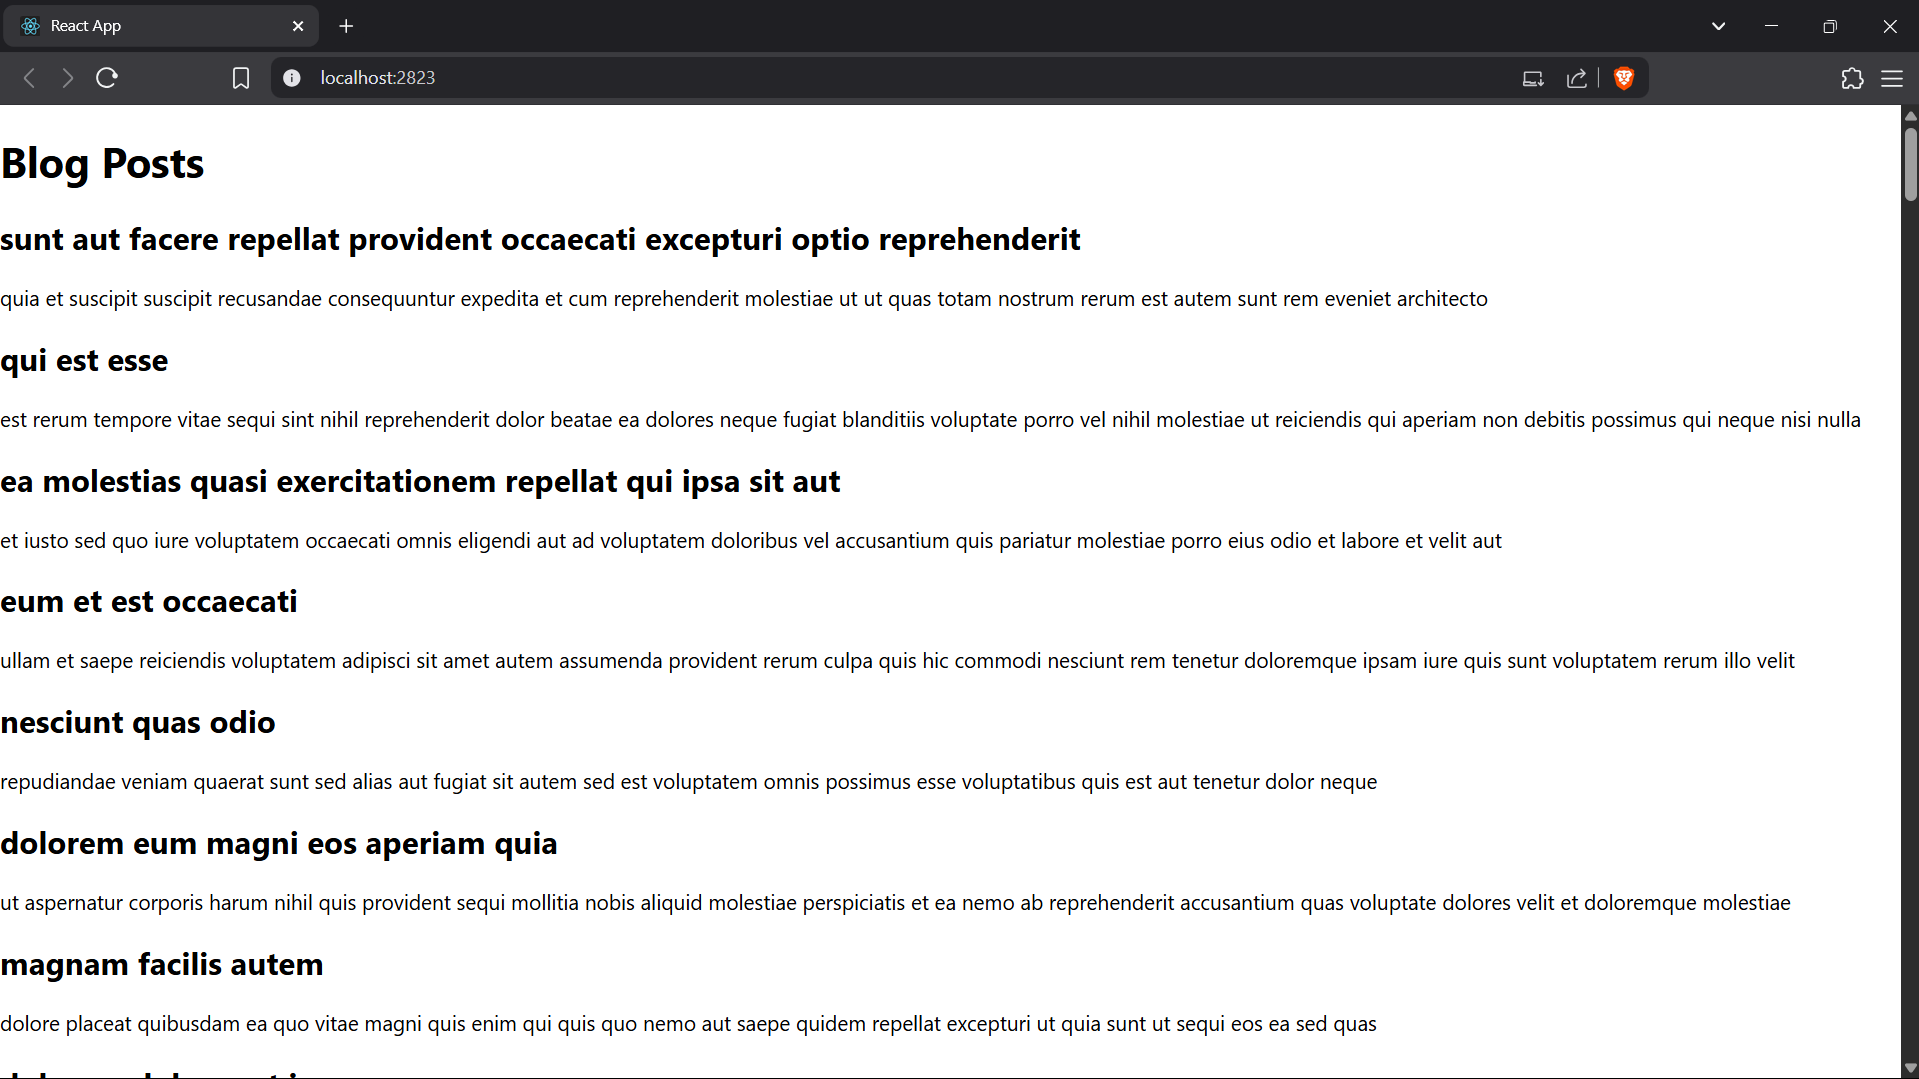 React App
localhost:2823
Blog Posts
sunt aut facere repellat provident occaecati excepturi optio reprehenderit
quia et suscipit suscipit recusandae consequuntur expedita et cum reprehenderit molestiae ut ut quas totam nostrum rerum est autem sunt rem eveniet architecto
qui est esse
est rerum tempore vitae sequi sint nihil reprehenderit dolor beatae ea dolores neque fugiat blanditiis voluptate porro vel nihil molestiae ut reiciendis qui aperiam non debitis possimus qui neque nisi nulla
ea molestias quasi exercitationem repellat qui ipsa sit aut
et iusto sed quo iure voluptatem occaecati omnis eligendi aut ad voluptatem doloribus vel accusantium quis pariatur molestiae porro eius odio et labore et velit aut
eum et est occaecati
ullam et saepe reiciendis voluptatem adipisci sit amet autem assumenda provident rerum culpa quis hic commodi nesciunt rem tenetur doloremque ipsam iure quis sunt voluptatem rerum illo velit
nesciunt quas odio
repudiandae veniam quaerat sunt sed alias aut fugiat sit autem sed est voluptatem omnis possimus esse voluptatibus quis est aut tenetur dolor neque
dolorem eum magni eos aperiam quia
ut aspernatur corporis harum nihil quis provident sequi mollitia nobis aliquid molestiae perspiciatis et ea nemo ab reprehenderit accusantium quas voluptate dolores velit et doloremque molestiae
magnam facilis autem
dolore placeat quibusdam ea quo vitae magni quis enim qui quis quo nemo aut saepe quidem repellat excepturi ut quia sunt ut sequi eos ea sed quas